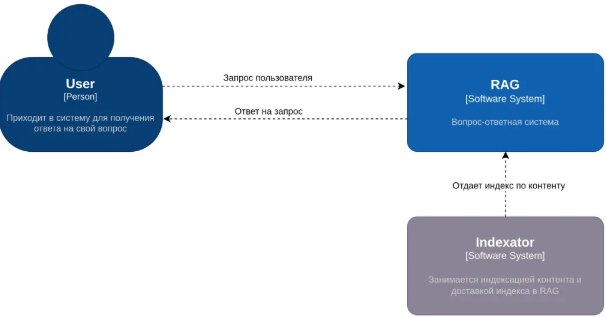 User
[Person]
Приходит в систему для получения
ответа на свой вопрос
Запрос пользователя
Ответ на запрос
RAG
[Software System]
Вопрос-ответная система
Отдает индекс по контенту
Indexator
[Software System]
Занимается индексацией контента и
доставкой индекса в RAG